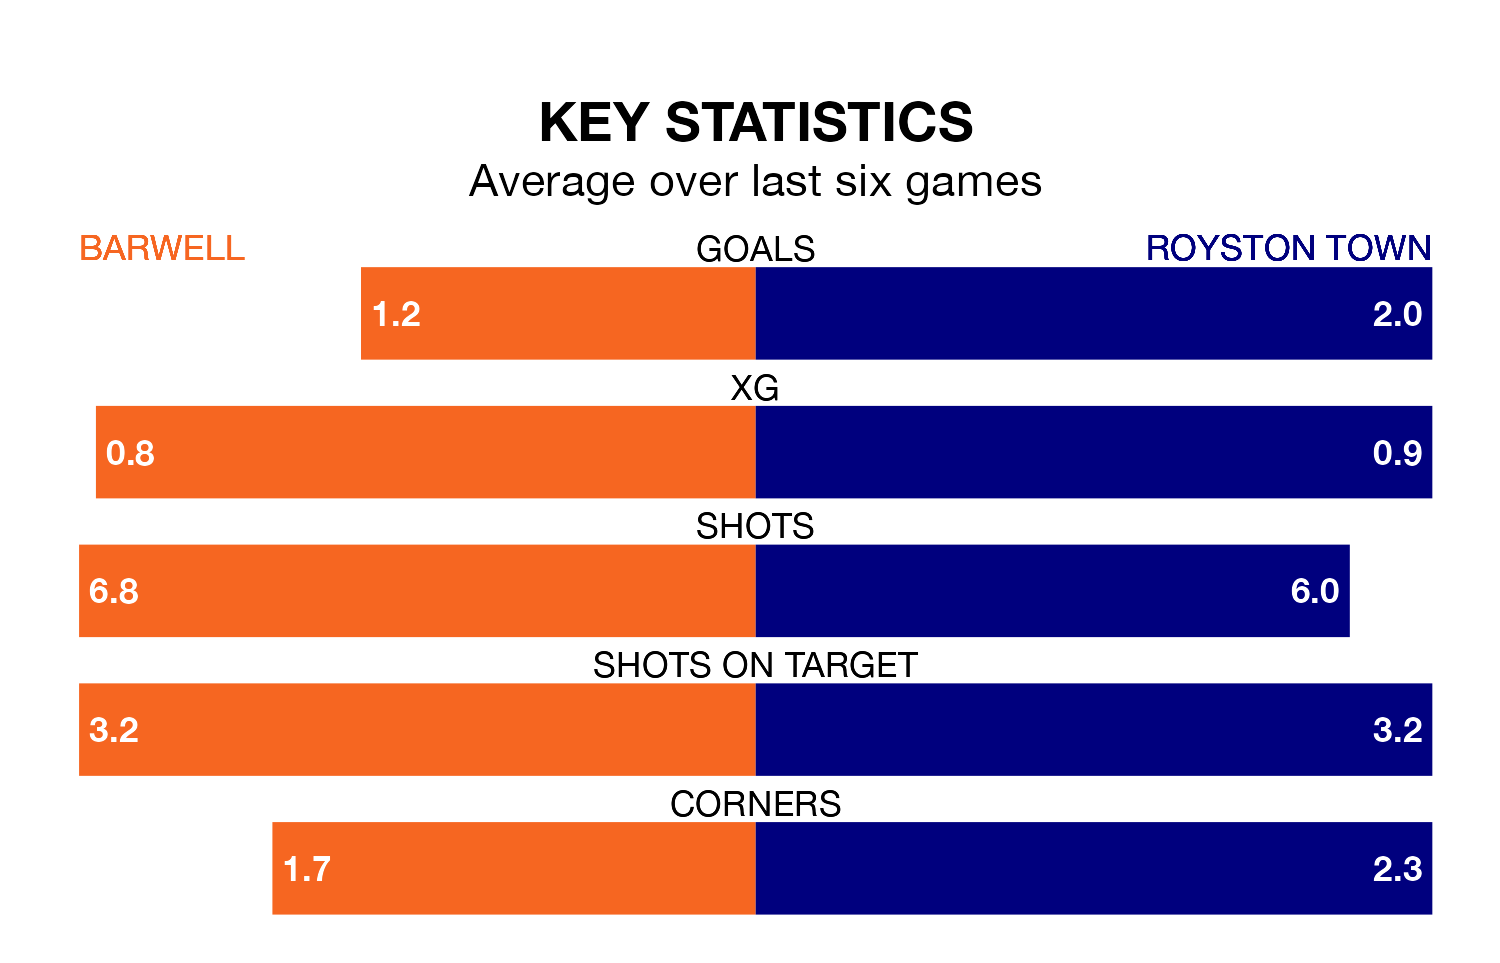 KEY STATISTICS
Average over last six games
BARWELL GOALS ROYSTON TOWN
1.2 2.0
XG
0.8 0.9
SHOTS
6.8 6.0
SHOTS ON TARGET
3.2 3.2
CORNERS
1.7 2.3